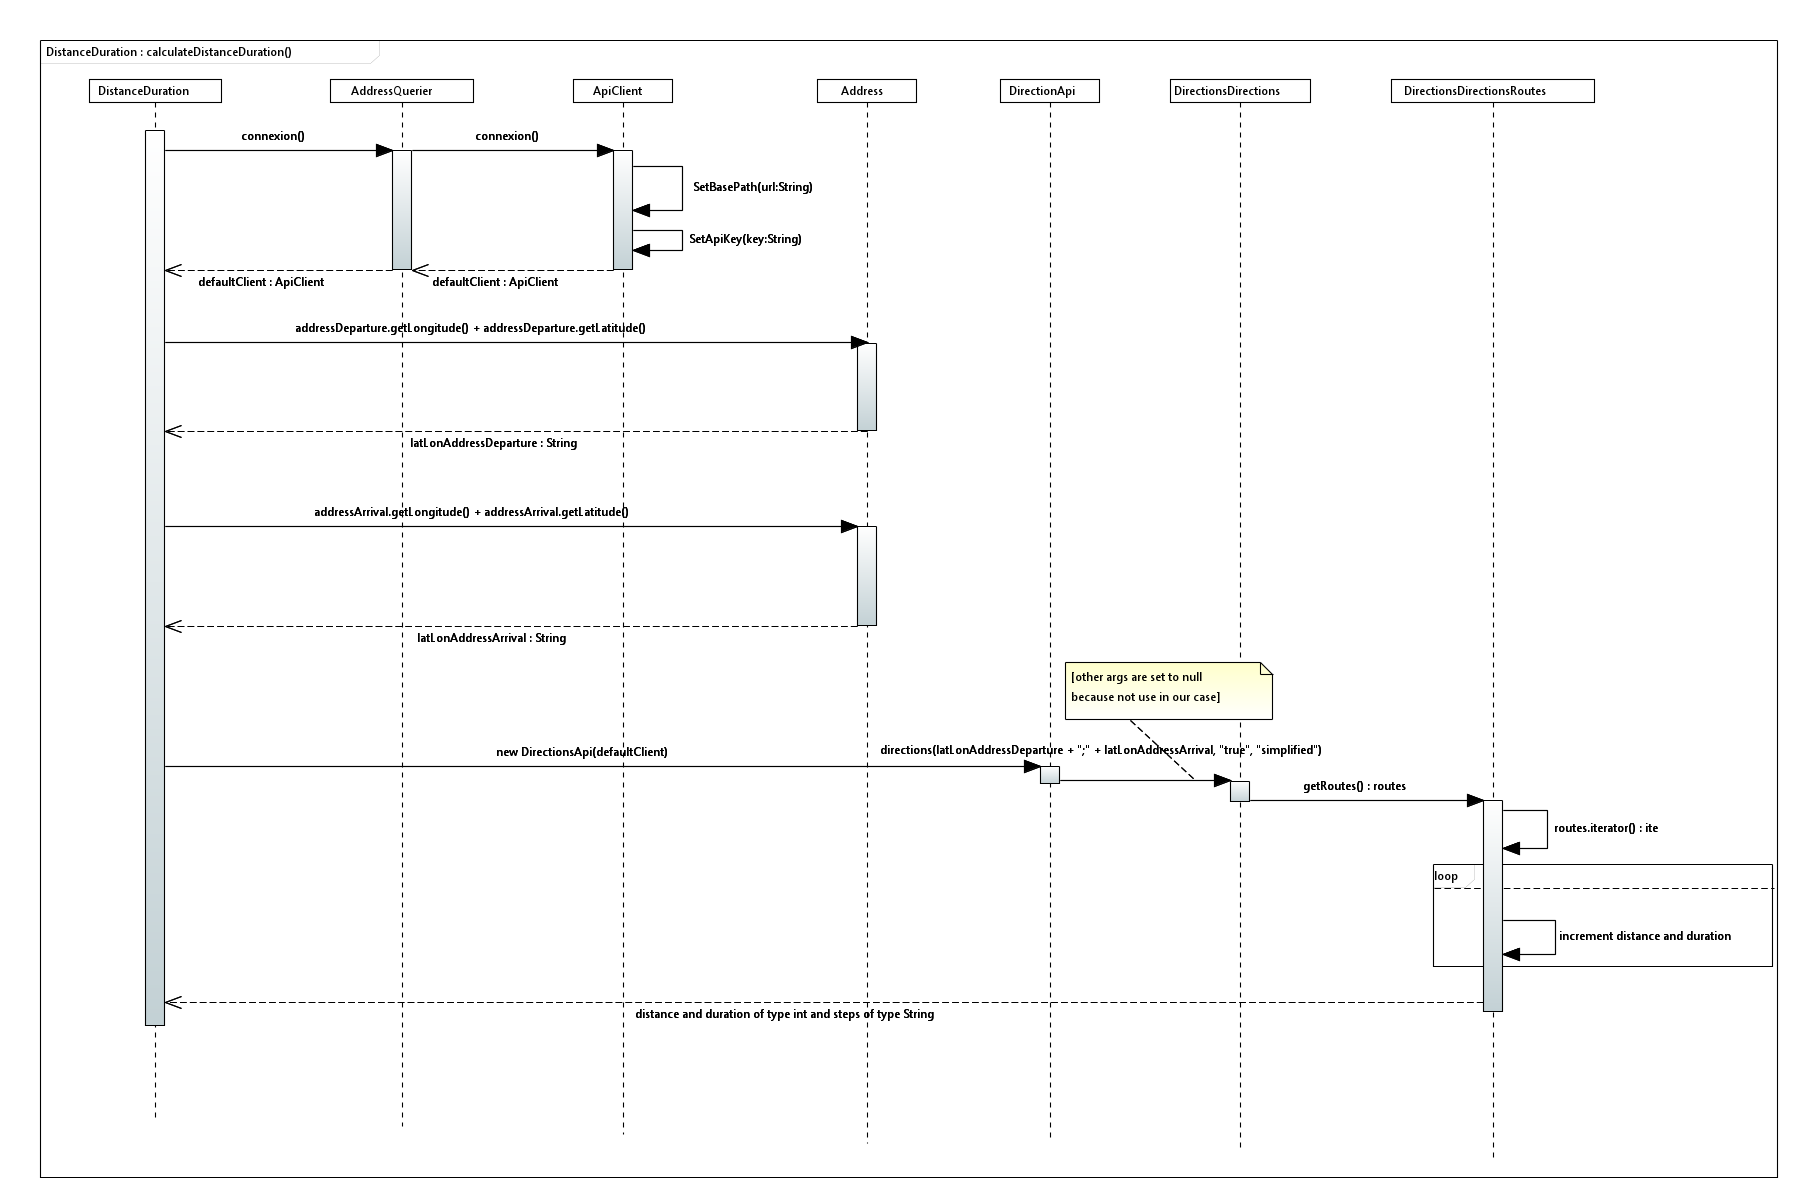 DistanceDuration : calculateDistanceDuration()
DistanceDuration
AddressQuerier
ApiClient
Address
DirectionApi
DirectionsDirections
DirectionsDirectionsRoutes
connexion()
connexion()
SetBasePath(url:String)
SetApiKey(key:String)
defaultClient : ApiClient
defaultClient : ApiClient
addressDeparture.getLongitude() + addressDeparture.getLatitude()
latLonAddressDeparture : String
addressArrival.getLongitude() + addressArrival.getLatitude()
latLonAddressArrival : String
[other args are set to null
because not use in our case]
new DirectionsApi(defaultClient)
directions(latLonAddressDeparture + ";" + latLonAddressArrival, "true", "simplified")
getRoutes() : routes
routes.iterator() : ite
loop
increment distance and duration
distance and duration of type int and steps of type String